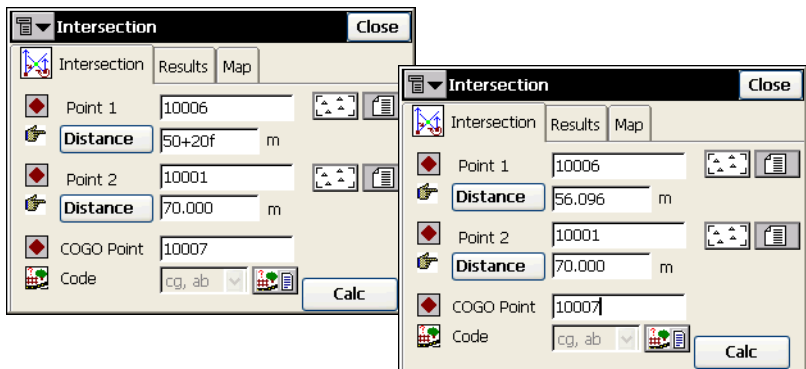 Intersection Close
Intersection Results Map
Point 1 10006
Distance 50+20f m
Point 2 10001
Distance 70.000 m
COGO Point 10007
Code cg, ab
Calc
Intersection Close
Intersection Results Map
Point 1 10006
Distance 56.096 m
Point 2 10001
Distance 70.000 m
COGO Point 10007
Code cg, ab
Calc